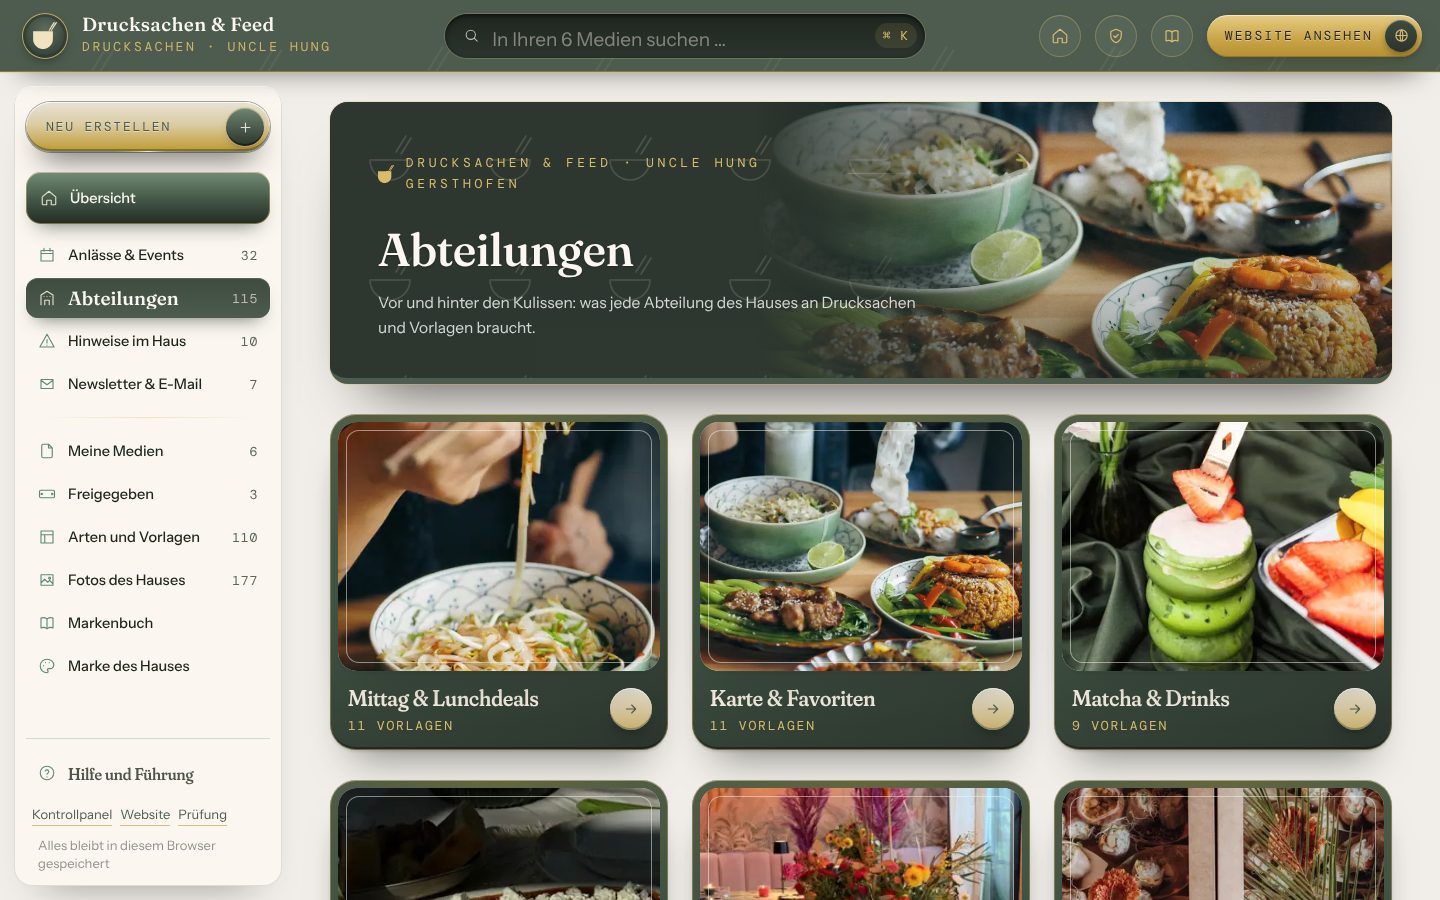 Drucksachen & Feed
DRUCKSACHEN · UNCLE HUNG
In Ihren 6 Medien suchen ...
⌘ K
WEBSITE ANSEHEN
NEU ERSTELLEN
Übersicht
Anlässe & Events 32
Abteilungen 115
Hinweise im Haus 10
Newsletter & E-Mail 7
Meine Medien 6
Freigegeben 3
Arten und Vorlagen 110
Fotos des Hauses 177
Markenbuch
Marke des Hauses
Hilfe und Führung
Kontrollpanel Website Prüfung
Alles bleibt in diesem Browser
gespeichert
DRUCKSACHEN & FEED · UNCLE HUNG
GERSTHOFEN
Abteilungen
Vor und hinter den Kulissen: was jede Abteilung des Hauses an Drucksachen
und Vorlagen braucht.
Mittag & Lunchdeals
11 VORLAGEN
Karte & Favoriten
11 VORLAGEN
Matcha & Drinks
9 VORLAGEN